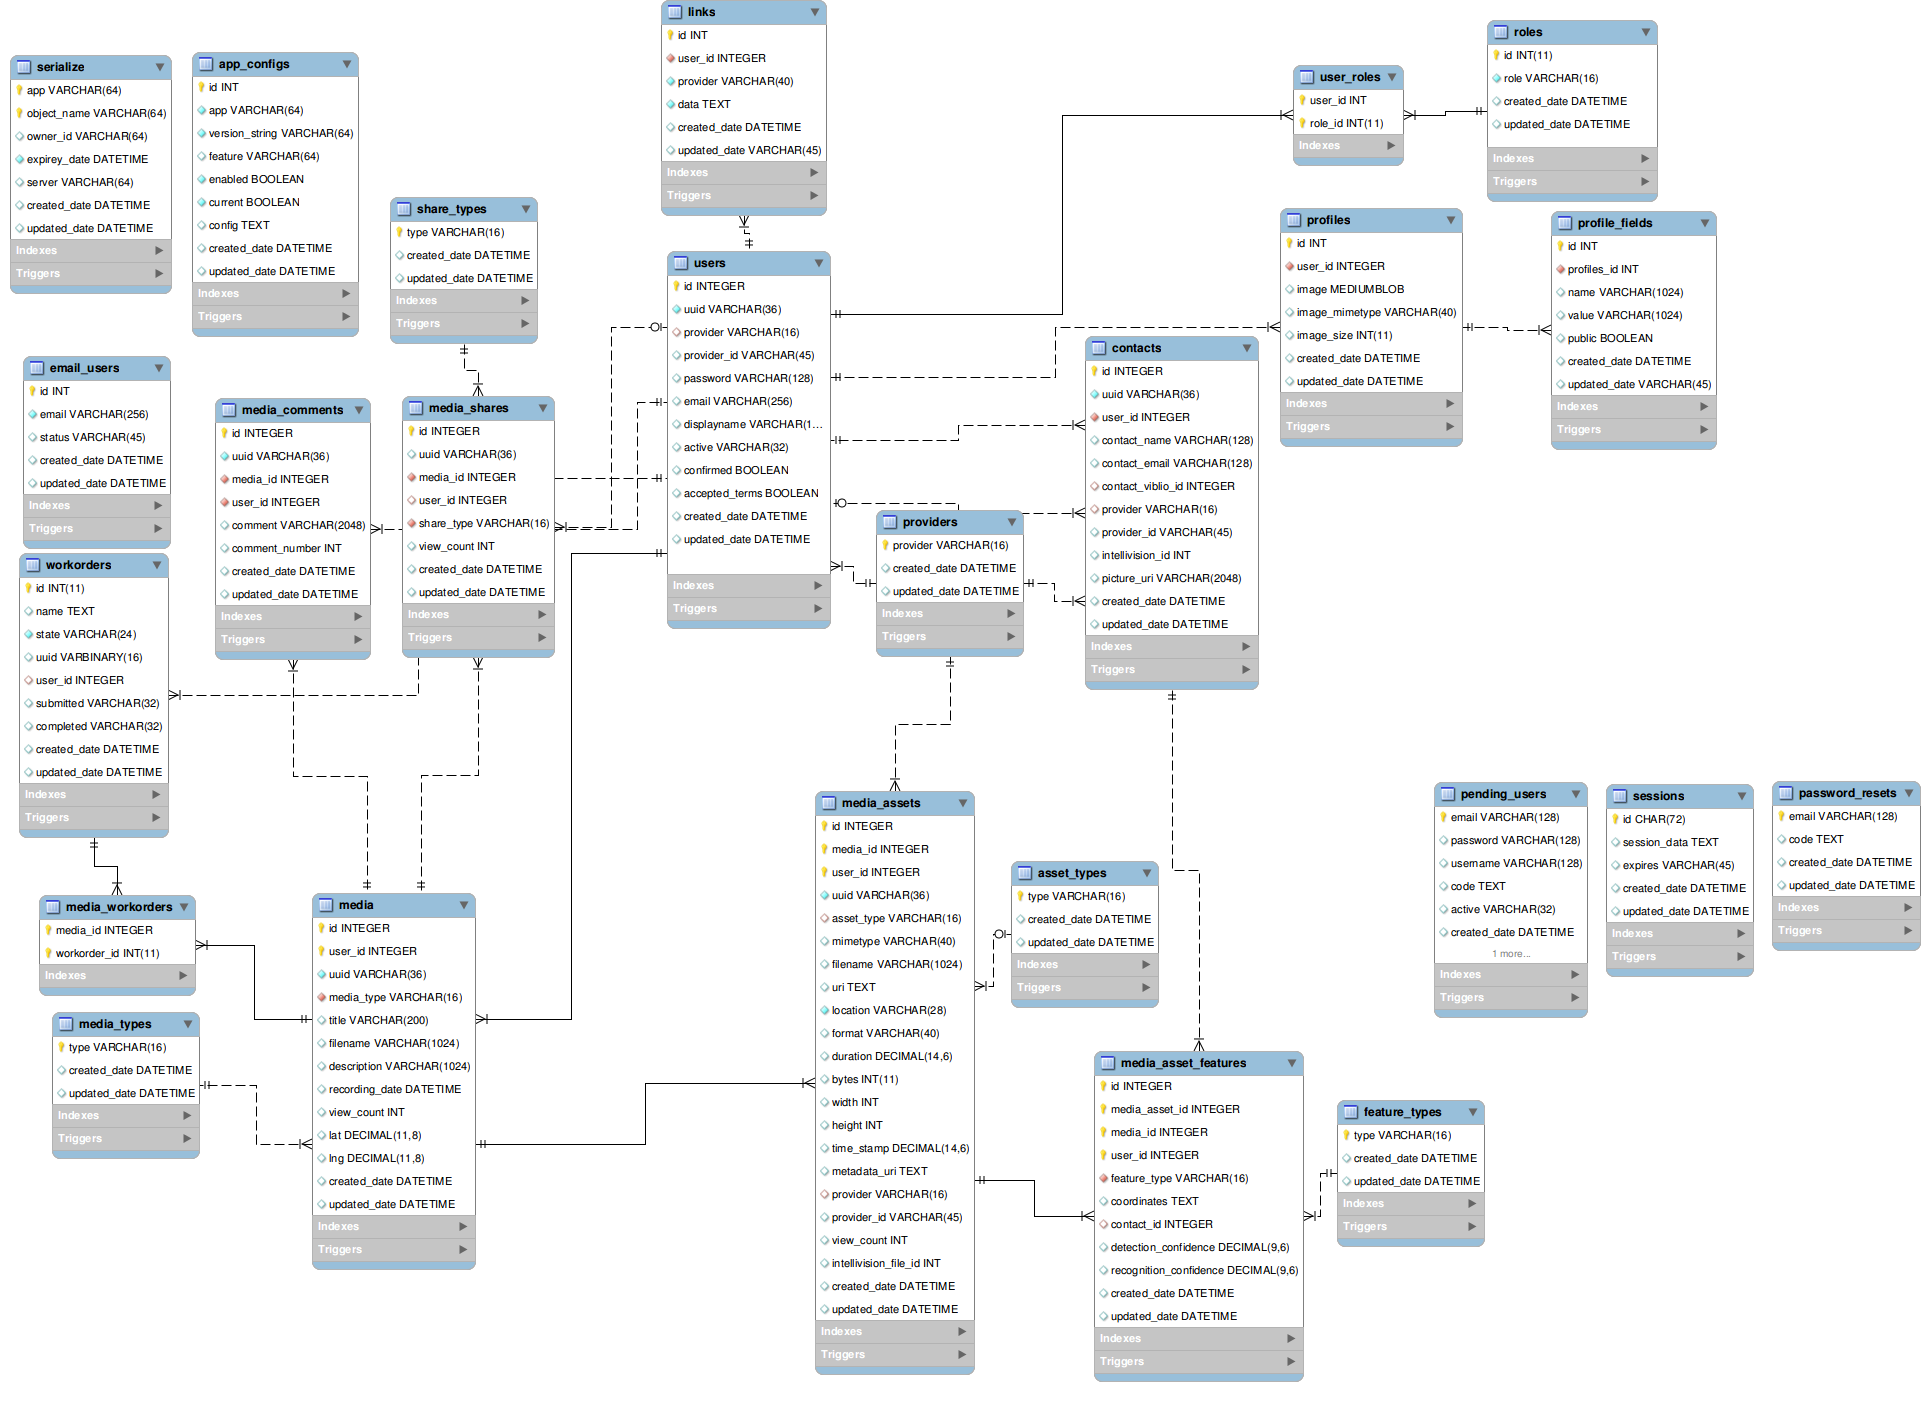 links
id INT
user_id INTEGER
provider VARCHAR(40)
data TEXT
created_date DATETIME
updated_date VARCHAR(45)
Indexes
Triggers
roles
id INT(11)
role VARCHAR(16)
created_date DATETIME
updated_date DATETIME
Indexes
Triggers
user_roles
user_id INT
role_id INT(11)
Indexes
serialize
app VARCHAR(64)
object_name VARCHAR(64)
owner_id VARCHAR(64)
expirey_date DATETIME
server VARCHAR(64)
created_date DATETIME
updated_date DATETIME
Indexes
Triggers
app_configs
id INT
app VARCHAR(64)
version_string VARCHAR(64)
feature VARCHAR(64)
enabled BOOLEAN
current BOOLEAN
config TEXT
created_date DATETIME
updated_date DATETIME
Indexes
Triggers
share_types
type VARCHAR(16)
created_date DATETIME
updated_date DATETIME
Indexes
Triggers
users
id INTEGER
uuid VARCHAR(36)
provider VARCHAR(16)
provider_id VARCHAR(45)
password VARCHAR(128)
email VARCHAR(256)
displayname VARCHAR(1...
active VARCHAR(32)
confirmed BOOLEAN
accepted_terms BOOLEAN
created_date DATETIME
updated_date DATETIME
Indexes
Triggers
profiles
id INT
user_id INTEGER
image MEDIUMBLOB
image_mimetype VARCHAR(40)
image_size INT(11)
created_date DATETIME
updated_date DATETIME
Indexes
Triggers
profile_fields
id INT
profiles_id INT
name VARCHAR(1024)
value VARCHAR(1024)
public BOOLEAN
created_date DATETIME
updated_date VARCHAR(45)
Indexes
Triggers
contacts
id INTEGER
uuid VARCHAR(36)
user_id INTEGER
contact_name VARCHAR(128)
contact_email VARCHAR(128)
contact_viblio_id INTEGER
provider VARCHAR(16)
provider_id VARCHAR(45)
intellivision_id INT
picture_uri VARCHAR(2048)
created_date DATETIME
updated_date DATETIME
Indexes
Triggers
email_users
id INT
email VARCHAR(256)
status VARCHAR(45)
created_date DATETIME
updated_date DATETIME
Indexes
Triggers
media_comments
id INTEGER
uuid VARCHAR(36)
media_id INTEGER
user_id INTEGER
comment VARCHAR(2048)
comment_number INT
created_date DATETIME
updated_date DATETIME
Indexes
Triggers
media_shares
id INTEGER
uuid VARCHAR(36)
media_id INTEGER
user_id INTEGER
share_type VARCHAR(16)
view_count INT
created_date DATETIME
updated_date DATETIME
Indexes
Triggers
providers
provider VARCHAR(16)
created_date DATETIME
updated_date DATETIME
Indexes
Triggers
workorders
id INT(11)
name TEXT
state VARCHAR(24)
uuid VARBINARY(16)
user_id INTEGER
submitted VARCHAR(32)
completed VARCHAR(32)
created_date DATETIME
updated_date DATETIME
Indexes
Triggers
media_workorders
media_id INTEGER
workorder_id INT(11)
Indexes
media_types
type VARCHAR(16)
created_date DATETIME
updated_date DATETIME
Indexes
Triggers
media
id INTEGER
user_id INTEGER
uuid VARCHAR(36)
media_type VARCHAR(16)
title VARCHAR(200)
filename VARCHAR(1024)
description VARCHAR(1024)
recording_date DATETIME
view_count INT
lat DECIMAL(11,8)
lng DECIMAL(11,8)
created_date DATETIME
updated_date DATETIME
Indexes
Triggers
media_assets
id INTEGER
media_id INTEGER
user_id INTEGER
uuid VARCHAR(36)
asset_type VARCHAR(16)
mimetype VARCHAR(40)
filename VARCHAR(1024)
uri TEXT
location VARCHAR(28)
format VARCHAR(40)
duration DECIMAL(14,6)
bytes INT(11)
width INT
height INT
time_stamp DECIMAL(14,6)
metadata_uri TEXT
provider VARCHAR(16)
provider_id VARCHAR(45)
view_count INT
intellivision_file_id INT
created_date DATETIME
updated_date DATETIME
Indexes
Triggers
asset_types
type VARCHAR(16)
created_date DATETIME
updated_date DATETIME
Indexes
Triggers
media_asset_features
id INTEGER
media_asset_id INTEGER
media_id INTEGER
user_id INTEGER
feature_type VARCHAR(16)
coordinates TEXT
contact_id INTEGER
detection_confidence DECIMAL(9,6)
recognition_confidence DECIMAL(9,6)
created_date DATETIME
updated_date DATETIME
Indexes
Triggers
feature_types
type VARCHAR(16)
created_date DATETIME
updated_date DATETIME
Indexes
Triggers
pending_users
email VARCHAR(128)
password VARCHAR(128)
username VARCHAR(128)
code TEXT
active VARCHAR(32)
created_date DATETIME
1 more...
Indexes
Triggers
sessions
id CHAR(72)
session_data TEXT
expires VARCHAR(45)
created_date DATETIME
updated_date DATETIME
Indexes
Triggers
password_resets
email VARCHAR(128)
code TEXT
created_date DATETIME
updated_date DATETIME
Indexes
Triggers